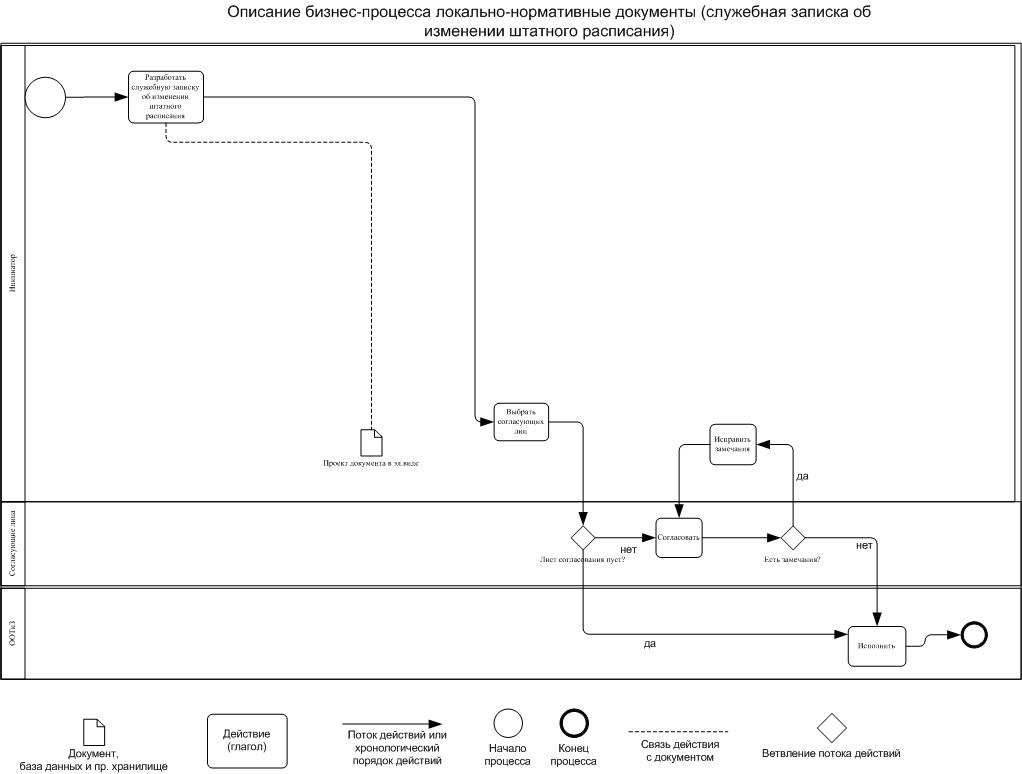 Описание бизнес-процесса локально-нормативные документы (служебная записка об
изменении штатного расписания)
Инициатор
Разработать
служебную записку
об изменении
штатного
расписания
Проект документа в эл.виде
Выбрать
согласующих
лиц
Исправить
замечания
да
Согласующие лица
Лист согласования пуст?
нет
Согласовать
Есть замечания?
нет
ООТиЗ
да
Исполнить
Документ,
база данных и пр. хранилище
Действие
(глагол)
Поток действий или
хронологический
порядок действий
Начало
процесса
Конец
процесса
Связь действия
с документом
Ветвление потока действий